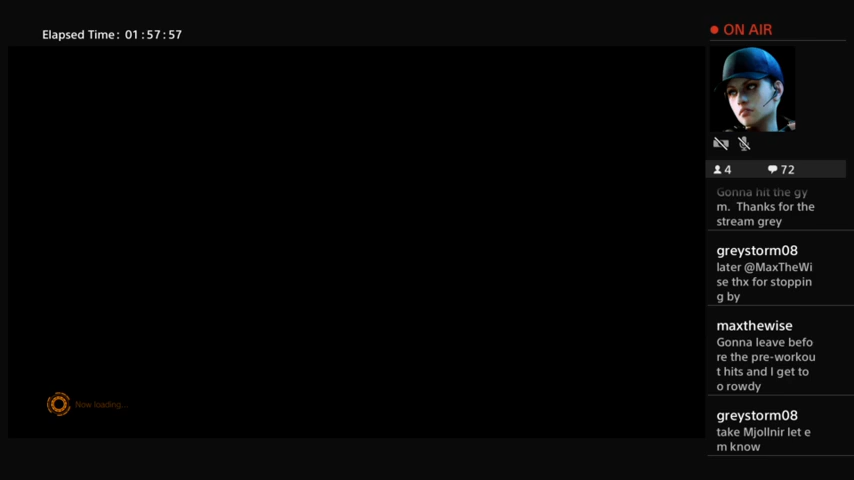 Elapsed Time: 01:57:57
ON AIR
4 72
Gonna hit the gy
m. Thanks for the
stream grey
greystorm08
later @MaxTheWi
se thx for stoppin
g by
maxthewise
Gonna leave befo
re the pre-workou
t hits and I get to
o rowdy
greystorm08
take Mjollnir let e
m know
Now loading...